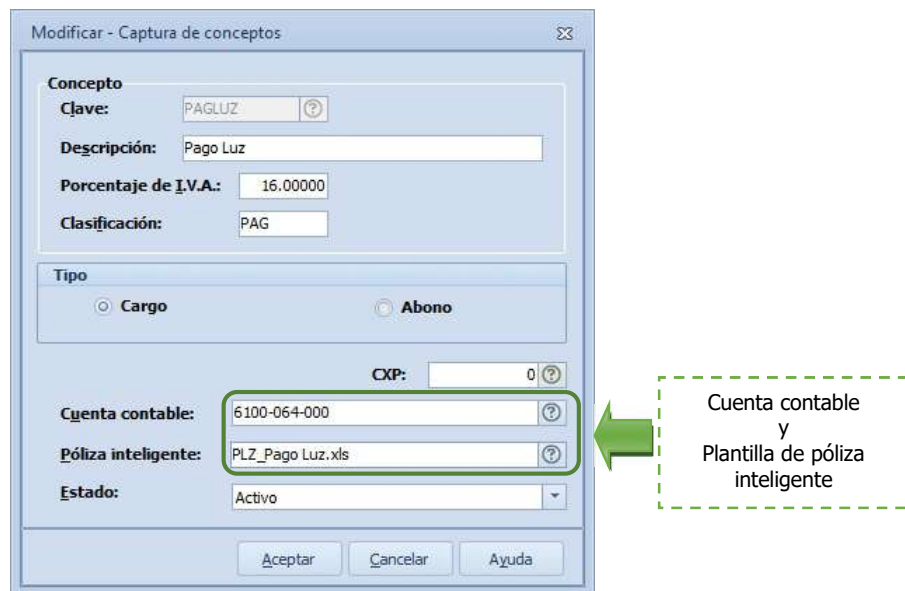 Modificar - Captura de conceptos
Concepto
Clave: PAGLUZ
Descripción: Pago Luz
Porcentaje de I.V.A.: 16.00000
Clasificación: PAG
Tipo
Cargo Abono
CXP: 0
Cuenta contable: 6100-064-000
Póliza inteligente: PLZ_Pago Luz.xls
Estado: Activo
Aceptar Cancelar Ayuda
Cuenta contable
y
Plantilla de póliza
inteligente